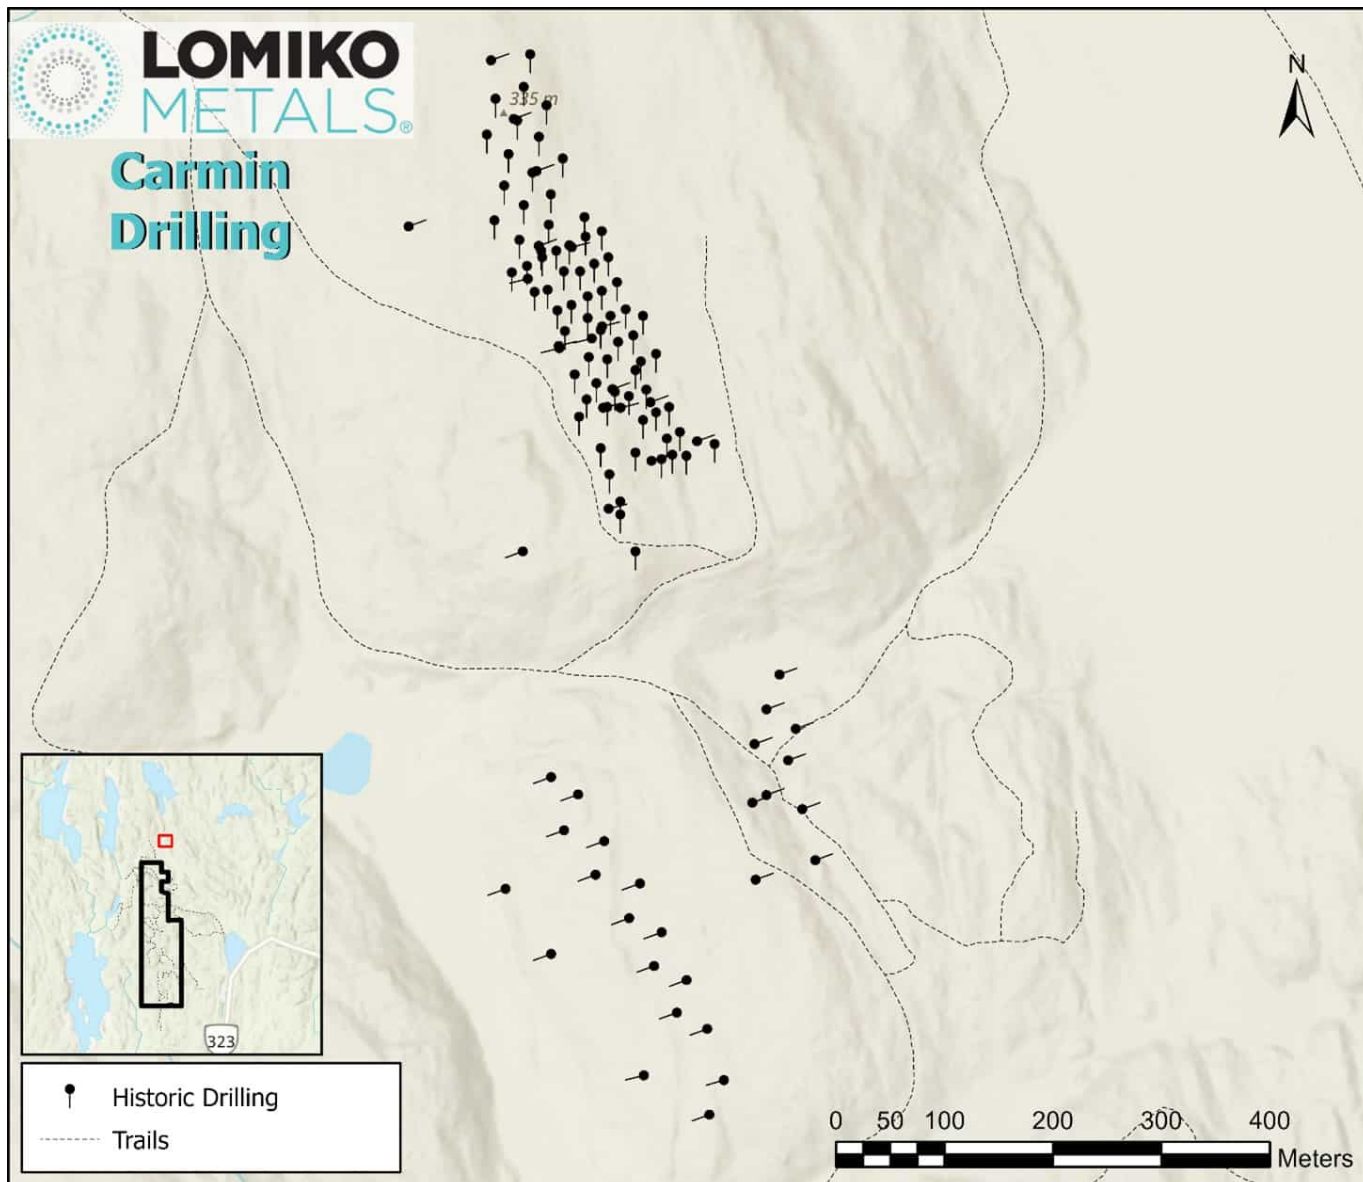 LOMIKO
METALS®
Carmin
Drilling
335 m
N
323
Historic Drilling
Trails
0 50 100 200 300 400
Meters